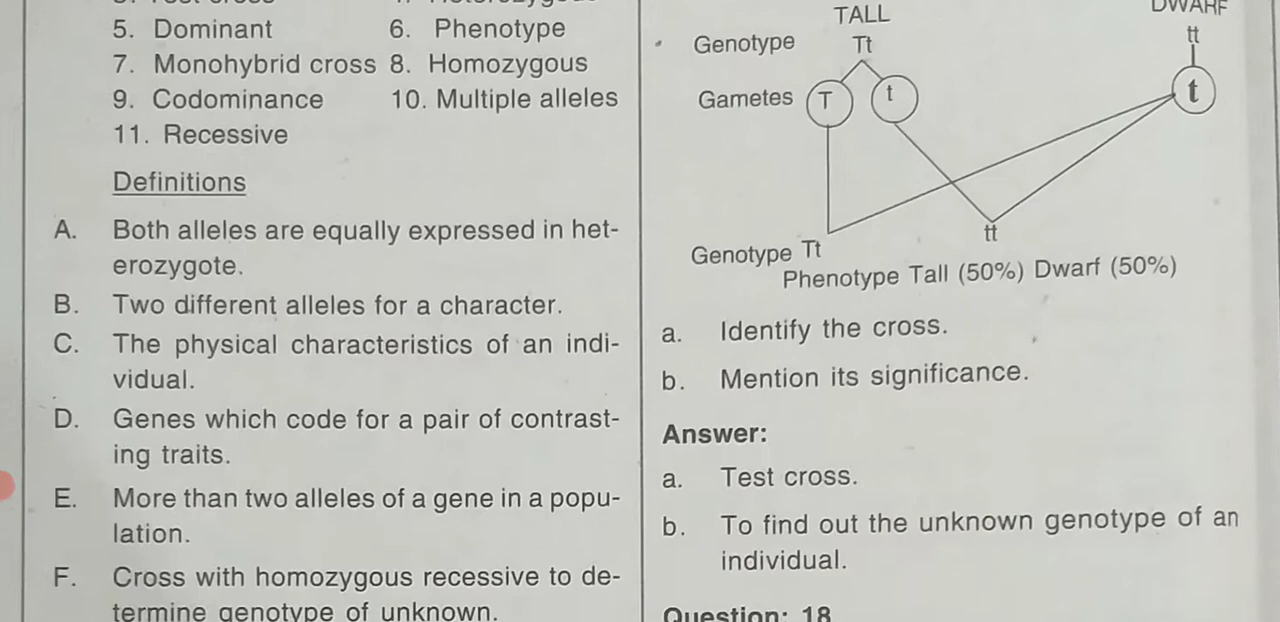 5. Dominant 6. Phenotype
7. Monohybrid cross 8. Homozygous
9. Codominance 10. Multiple alleles
11. Recessive
Definitions
A. Both alleles are equally expressed in het-
erozygote.
B. Two different alleles for a character.
C. The physical characteristics of an indi-
vidual.
D. Genes which code for a pair of contrast-
ing traits.
E. More than two alleles of a gene in a popu-
lation.
F. Cross with homozygous recessive to de-
termine genotype of unknown.
TALL DWARF
Genotype Tt tt
Gametes T t t
tt
Genotype Tt
Phenotype Tall (50%) Dwarf (50%)
a. Identify the cross.
b. Mention its significance.
Answer:
a. Test cross.
b. To find out the unknown genotype of an
individual.
Question: 18